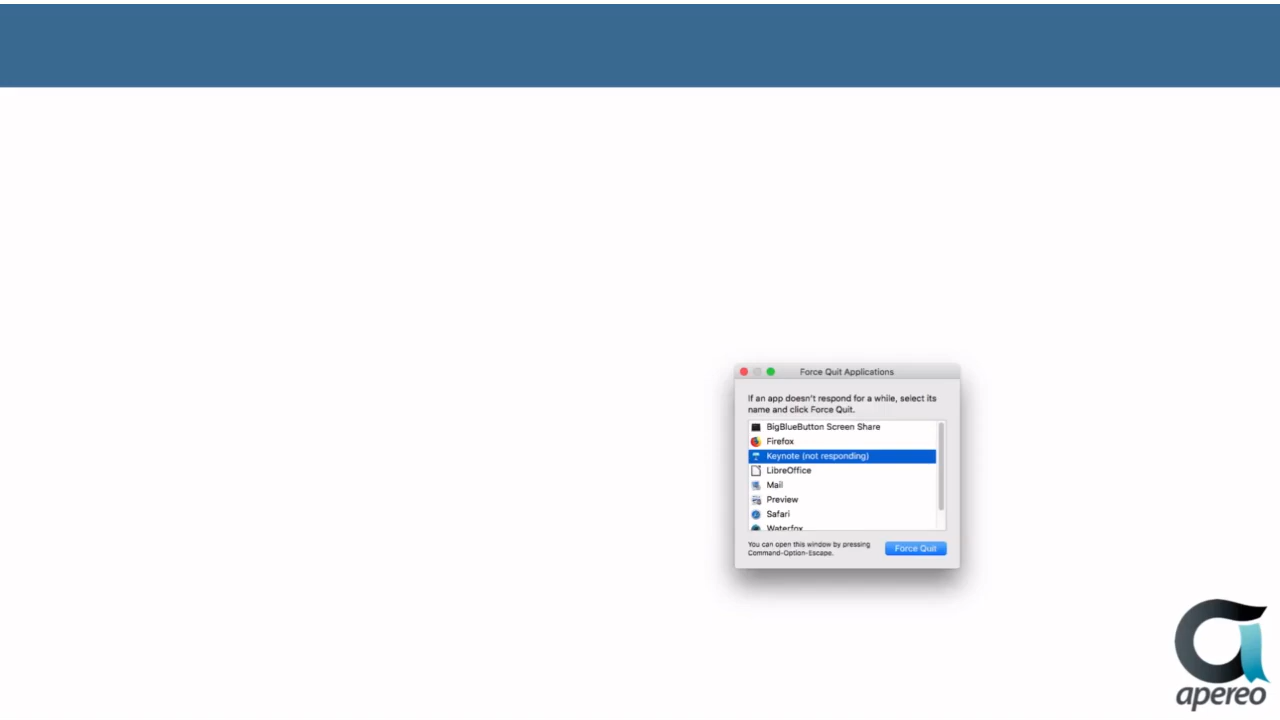 Force Quit Applications
If an app doesn't respond for a while, select its
name and click Force Quit.
BigBlueButton Screen Share
Firefox
Keynote (not responding)
LibreOffice
Mail
Preview
Safari
Waterfox
You can open this window by pressing
Command-Option-Escape.
Force Quit
apereo